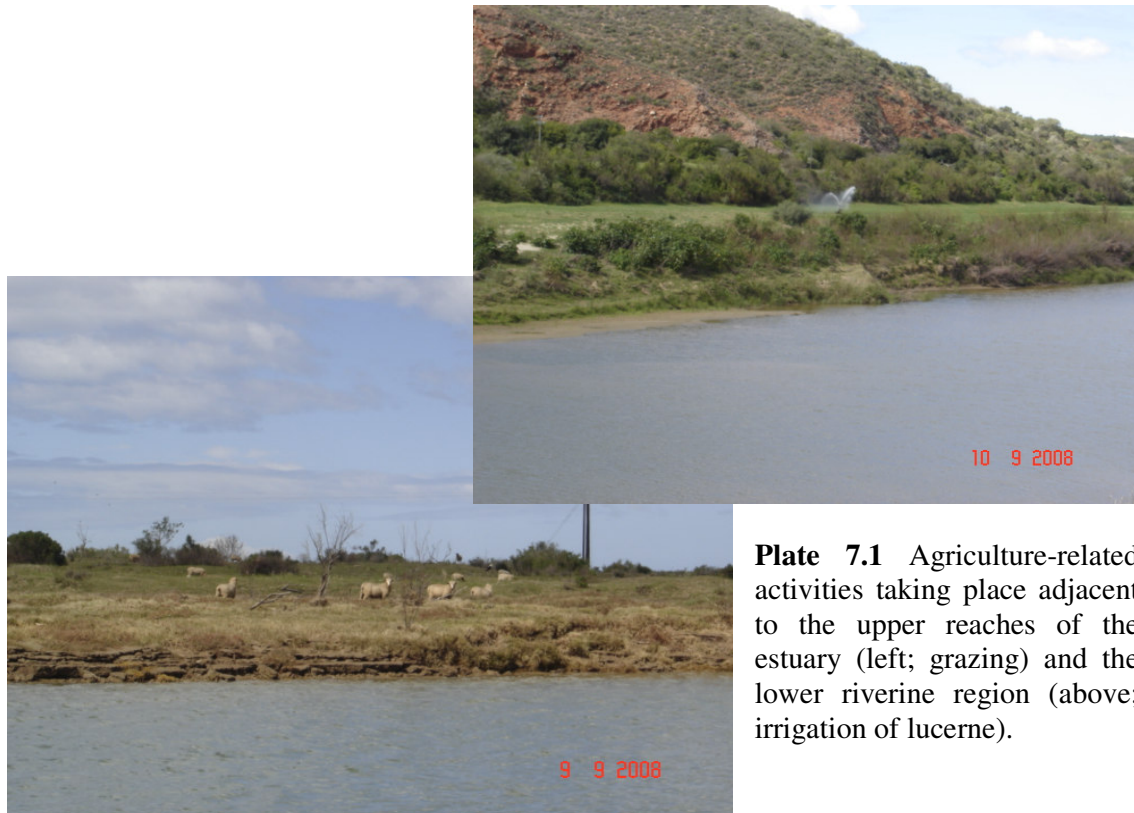 10 9 2008
9 9 2008
Plate 7.1 Agriculture-related
activities taking place adjacent
to the upper reaches of the
estuary (left; grazing) and the
lower riverine region (above;
irrigation of lucerne).